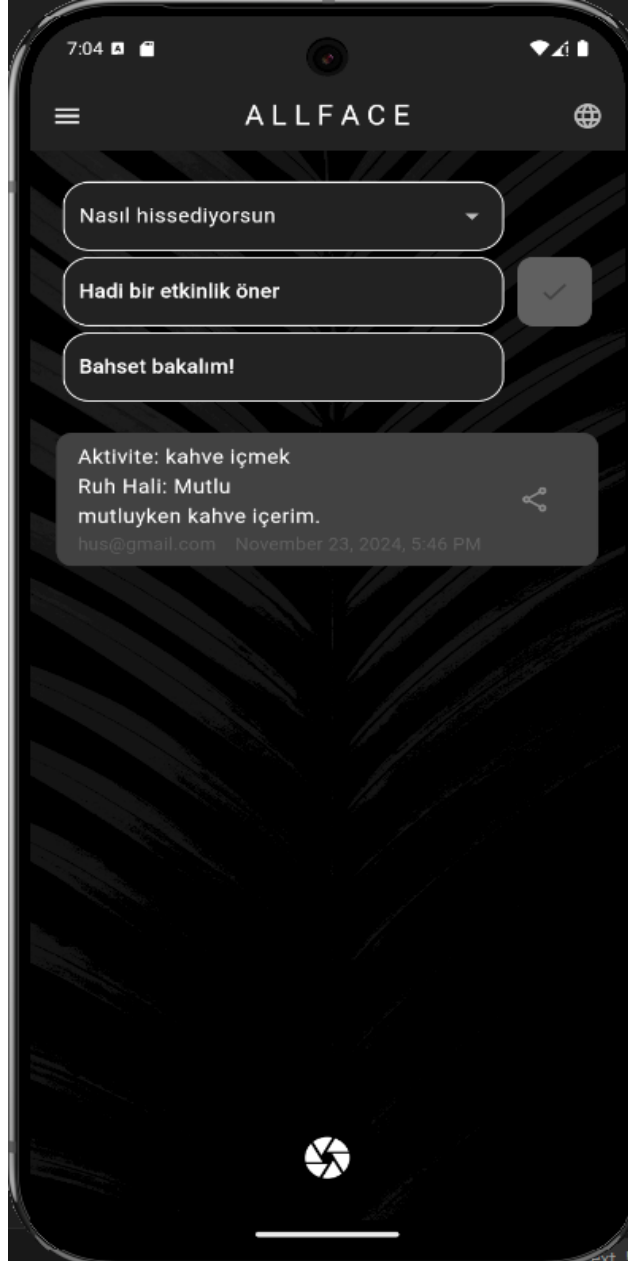 7:04
ALLFACE
Nasıl hissediyorsun
Hadi bir etkinlik öner
Bahset bakalım!
Aktivite: kahve içmek
Ruh Hali: Mutlu
mutluyken kahve içerim.
hus@gmail.com November 23, 2024, 5:46 PM